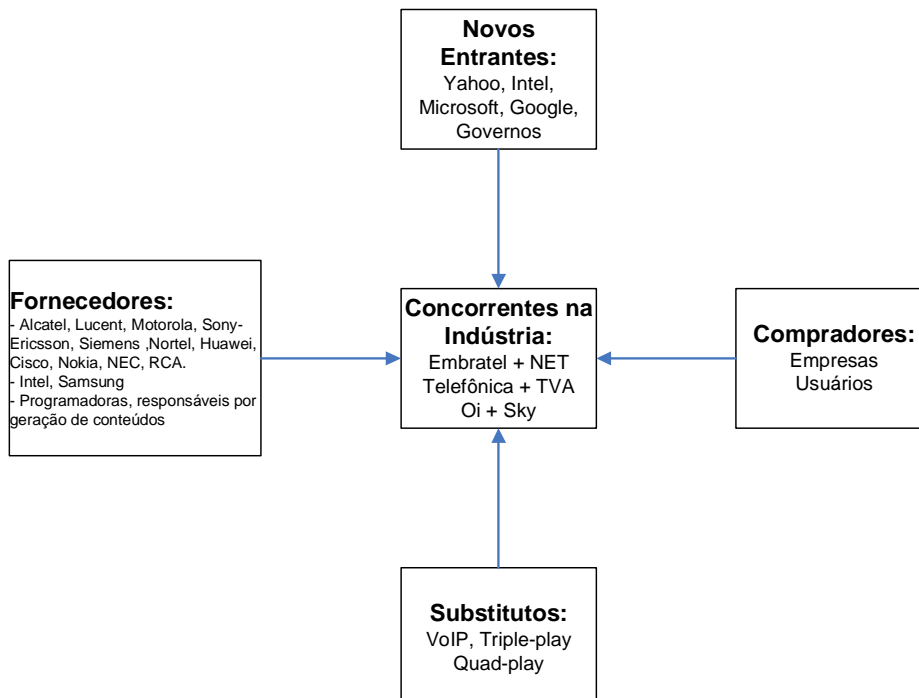 Novos
Entrantes:
Yahoo, Intel,
Microsoft, Google,
Governos
Fornecedores:
- Alcatel, Lucent, Motorola, Sony-
Ericsson, Siemens ,Nortel, Huawei,
Cisco, Nokia, NEC, RCA.
- Intel, Samsung
- Programadoras, responsáveis por
geração de conteúdos
Concorrentes na
Indústria:
Embratel + NET
Telefônica + TVA
Oi + Sky
Compradores:
Empresas
Usuários
Substitutos:
VoIP, Triple-play
Quad-play